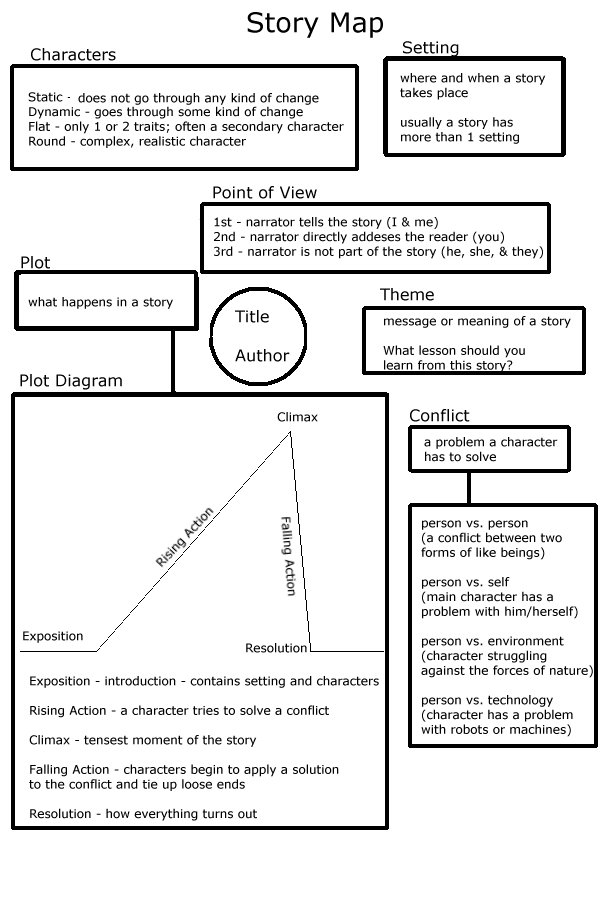 Story Map
Characters
Static - does not go through any kind of change
Dynamic - goes through some kind of change
Flat - only 1 or 2 traits; often a secondary character
Round - complex, realistic character
Setting
where and when a story
takes place
usually a story has
more than 1 setting
Point of View
1st - narrator tells the story (I & me)
2nd - narrator directly addeses the reader (you)
3rd - narrator is not part of the story (he, she, & they)
Plot
what happens in a story
Title
Author
Theme
message or meaning of a story
What lesson should you
learn from this story?
Plot Diagram
Climax
Rising Action
Falling Action
Exposition
Resolution
Exposition - introduction - contains setting and characters
Rising Action - a character tries to solve a conflict
Climax - tensest moment of the story
Falling Action - characters begin to apply a solution
to the conflict and tie up loose ends
Resolution - how everything turns out
Conflict
a problem a character
has to solve
person vs. person
(a conflict between two
forms of like beings)
person vs. self
(main character has a
problem with him/herself)
person vs. environment
(character struggling
against the forces of nature)
person vs. technology
(character has a problem
with robots or machines)